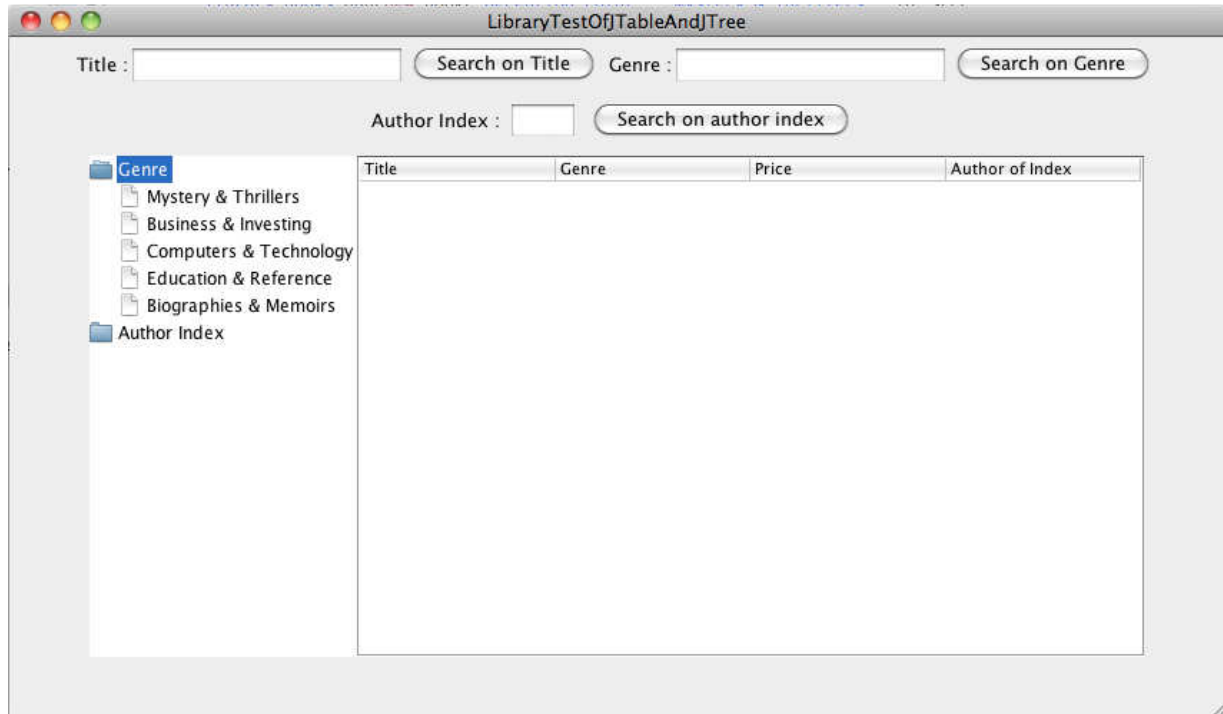 LibraryTestOfJTableAndJTree
Title : Search on Title Genre : Search on Genre
Author Index : Search on author index
Genre
Mystery & Thrillers
Business & Investing
Computers & Technology
Education & Reference
Biographies & Memoirs
Author Index
Title Genre Price Author of Index